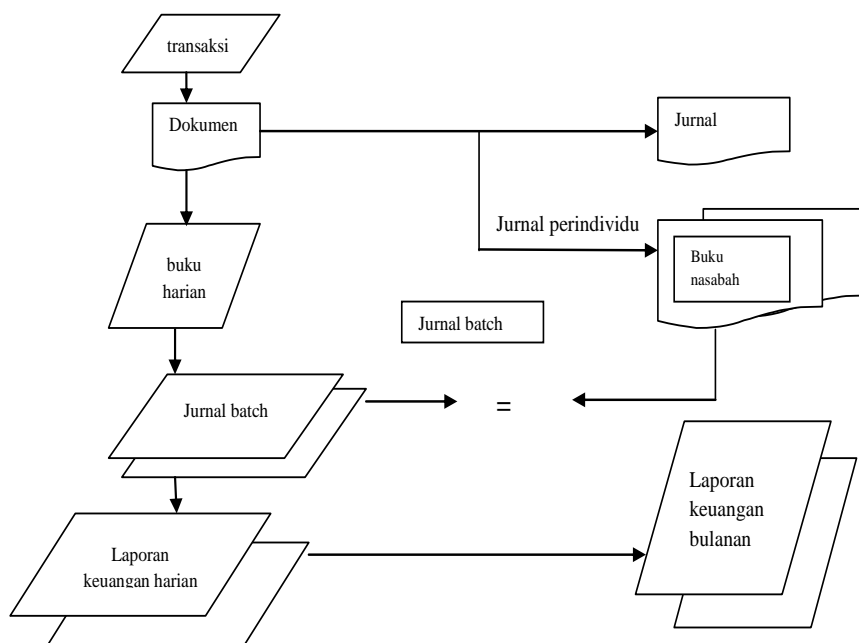 transaksi
Dokumen
Jurnal
Jurnal perindividu
buku
harian
Buku
nasabah
Jurnal batch
Jurnal batch
=
Laporan
keuangan
bulanan
Laporan
keuangan harian